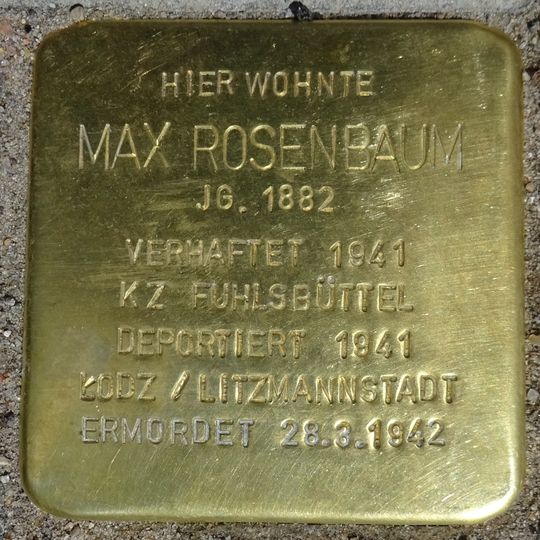 HIER WOHNTE
MAX ROSENBAUM
JG. 1882
VERHAFTET 1941
KZ FUHLSBÜTTEL
DEPORTIERT 1941
ŁODZ / LITZMANNSTADT
ERMORDET 28.3.1942